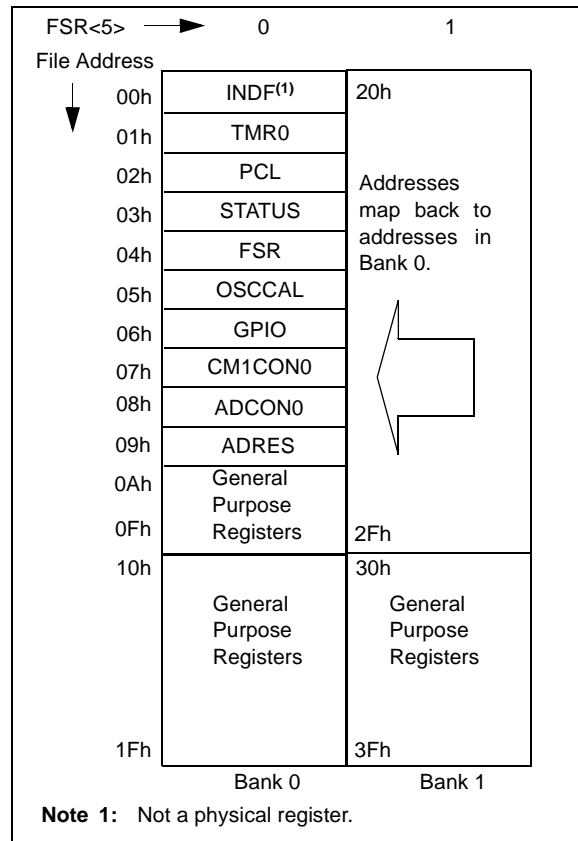 FSR<5> 0 1
File Address
00h INDF(1) 20h
01h TMR0
02h PCL
Addresses
map back to
addresses in
Bank 0.
03h STATUS
04h FSR
05h OSCCAL
06h GPIO
07h CM1CON0
08h ADCON0
09h ADRES
0Ah General
Purpose
0Fh Registers 2Fh
10h 30h
General General
Purpose Purpose
Registers Registers
1Fh 3Fh
Bank 0 Bank 1
Note 1: Not a physical register.